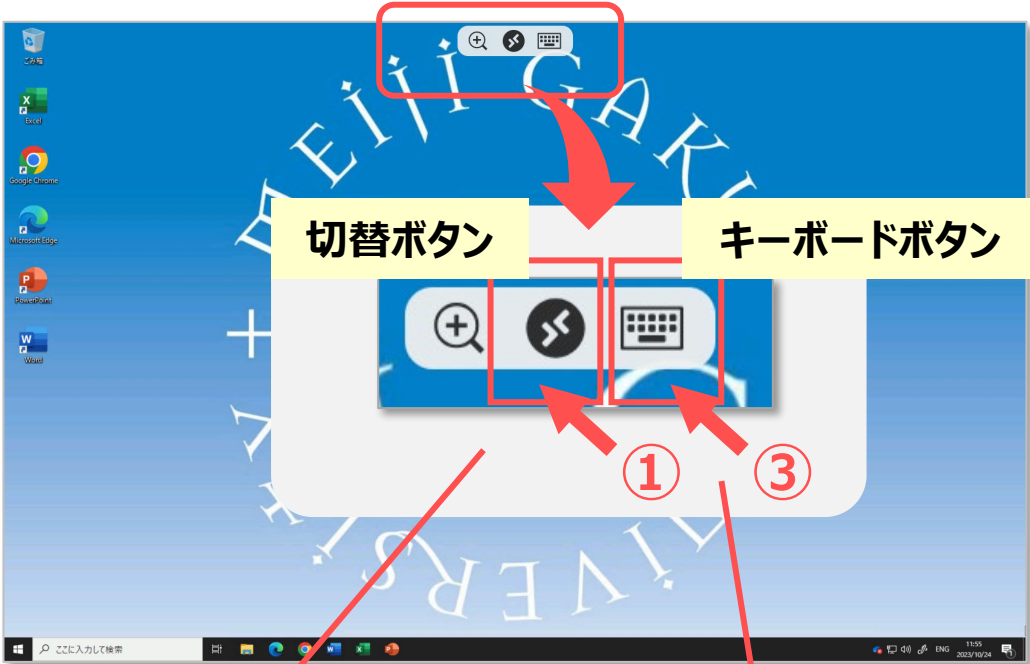 ごみ箱
Excel
Google Chrome
Microsoft Edge
PowerPoint
Word
MEIJI GAKU
切替ボタン
キーボードボタン
①
③
NIVERSI
ここに入力して検索
ENG
11:55
2023/10/24